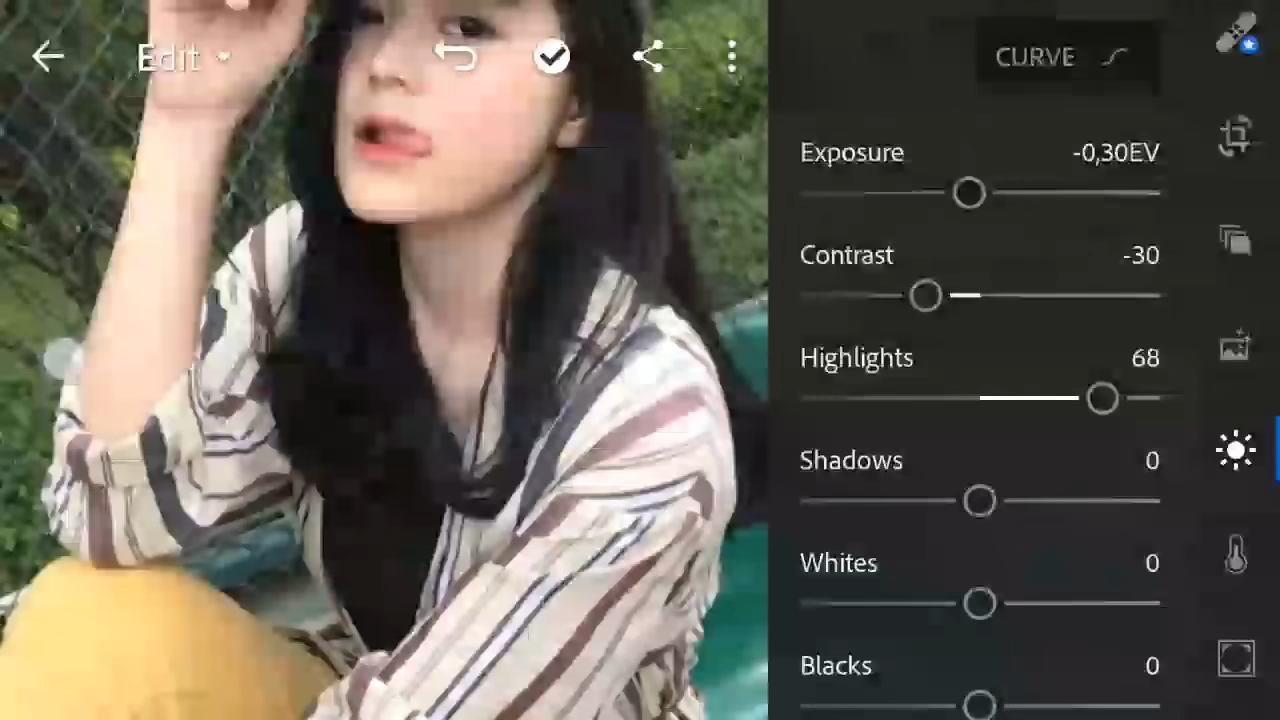 Edit
CURVE
Exposure -0,30EV
Contrast -30
Highlights 68
Shadows 0
Whites 0
Blacks 0